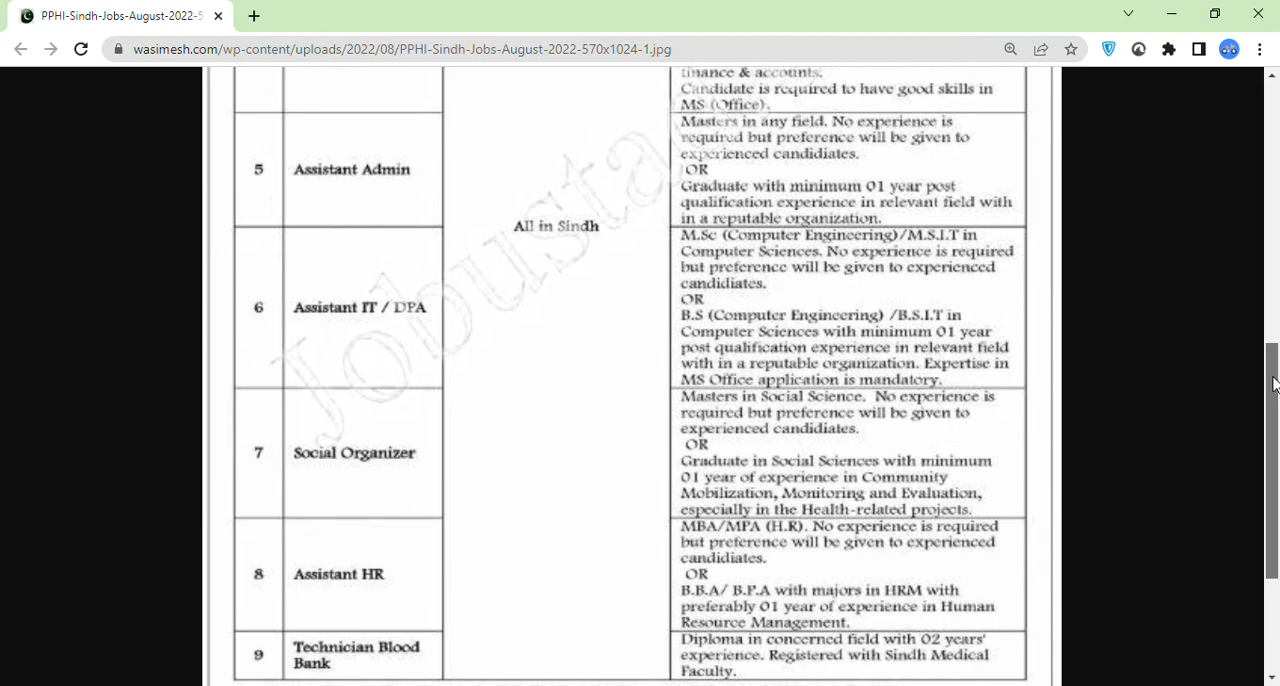 PPHI-Sindh-Jobs-August-2022-5
wasimesh.com/wp-content/uploads/2022/08/PPHI-Sindh-Jobs-August-2022-570x1024-1.jpg
finance & accounts.
Candidate is required to have good skills in
MS (Office).
5
Assistant Admin
Masters in any field. No experience is
required but preference will be given to
experienced candidiates.
OR
Graduate with minimum 01 year post
qualification experience in relevant field with
in a reputable organization.
All in Sindh
6
Assistant IT / DPA
M.Sc (Computer Engineering)/M.S.I.T in
Computer Sciences. No experience is required
but preference will be given to experienced
candidiates.
OR
B.S (Computer Engineering) /B.S.I.T in
Computer Sciences with minimum 01 year
post qualification experience in relevant field
with in a reputable organization. Expertise in
MS Office application is mandatory.
7
Social Organizer
Masters in Social Science. No experience is
required but preference will be given to
experienced candidiates.
OR
Graduate in Social Sciences with minimum
01 year of experience in Community
Mobilization, Monitoring and Evaluation,
especially in the Health-related projects.
8
Assistant HR
MBA/MPA (H.R). No experience is required
but preference will be given to experienced
candidiates.
OR
B.B.A/ B.P.A with majors in HRM with
preferably 01 year of experience in Human
Resource Management.
9
Technician Blood
Bank
Diploma in concerned field with 02 years'
experience. Registered with Sindh Medical
Faculty.